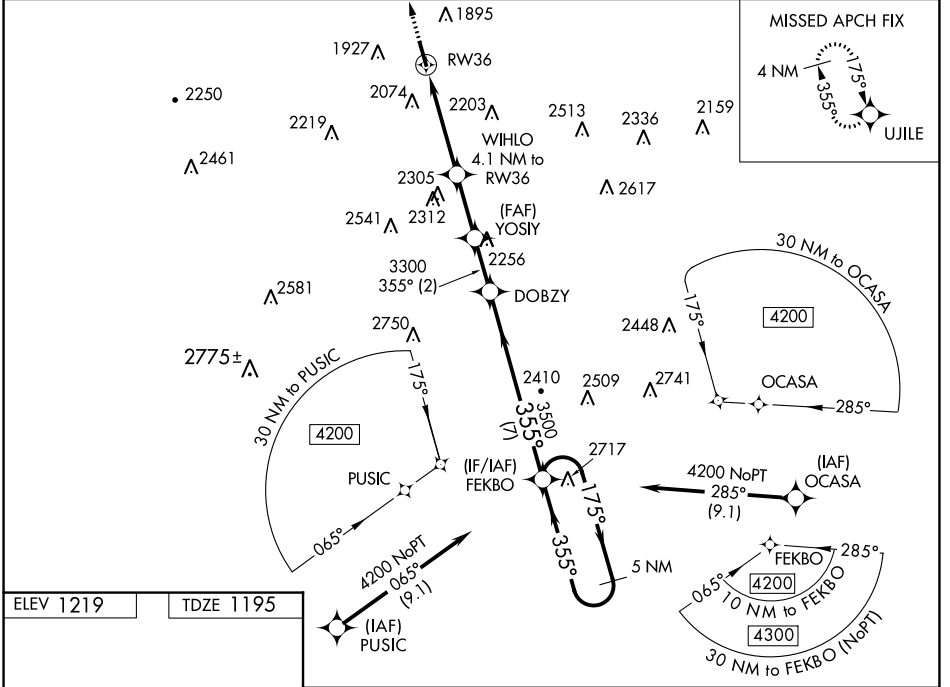 1895
1927
RW36
MISSED APCH FIX
4 NM
175°
355°
UJILE
2250
2074
2203
2513
2336
2159
2219
WIHLO
4.1 NM to
RW36
2461
2305
2617
2312
2541
(FAF)
YOSIY
2256
3300
355° (2)
DOBZY
30 NM to OCASA
175°
4200
2581
2448
2750
2775±
OCASA
285°
30 NM to PUSIC
175°
4200
2410
2509
2741
3500
355°
(7)
2717
(IF/IAF)
FEKBO
PUSIC
065°
175°
355°
5 NM
4200 NoPT
285°
(9.1)
(IAF)
OCASA
4200 NoPT
065°
(9.1)
FEKBO
285°
065°
4200
10 NM to FEKBO
4300
30 NM to FEKBO (NoPT)
ELEV 1219
TDZE 1195
(IAF)
PUSIC